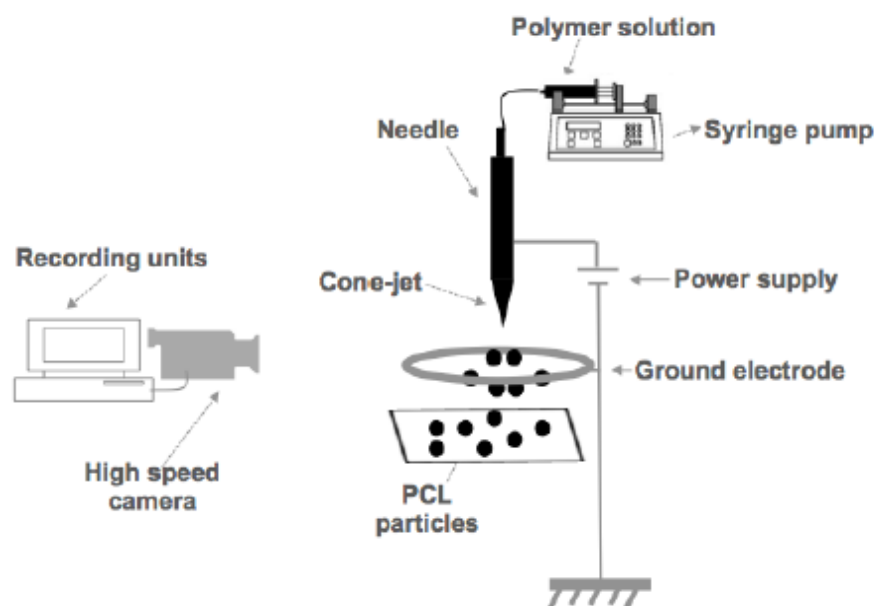 Polymer solution
Needle
Syringe pump
Recording units
Cone-jet
Power supply
Ground electrode
High speed
camera
PCL
particles